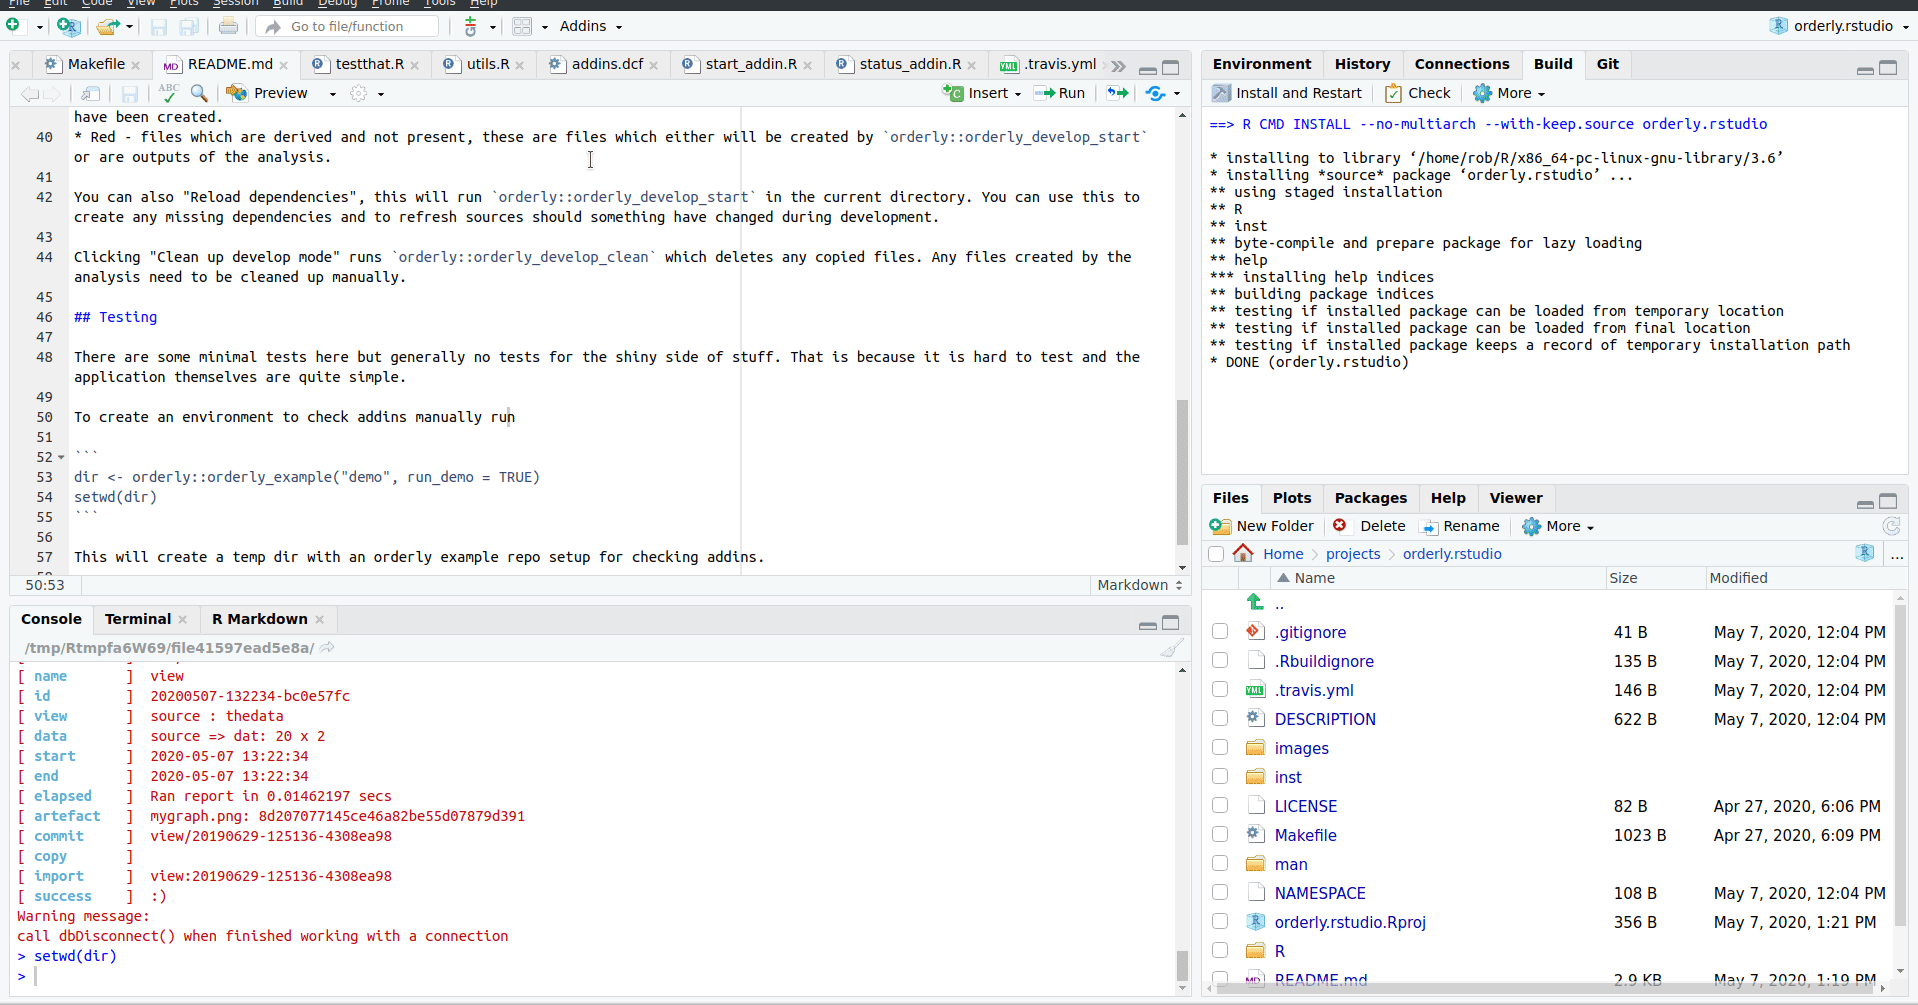 File Edit Code View Plots Session Build Debug Profile Tools Help
Go to file/function Addins orderly.rstudio
Makefile README.md testthat.R utils.R addins.dcf start_addin.R status_addin.R .travis.yml
ABC Preview Insert Run
have been created.
40 * Red - files which are derived and not present, these are files which either will be created by `orderly::orderly_develop_start`
or are outputs of the analysis.
41
42 You can also "Reload dependencies", this will run `orderly::orderly_develop_start` in the current directory. You can use this to
create any missing dependencies and to refresh sources should something have changed during development.
43
44 Clicking "Clean up develop mode" runs `orderly::orderly_develop_clean` which deletes any copied files. Any files created by the
analysis need to be cleaned up manually.
45
46 ## Testing
47
48 There are some minimal tests here but generally no tests for the shiny side of stuff. That is because it is hard to test and the
application themselves are quite simple.
49
50 To create an environment to check addins manually run
51
52 ```
53 dir <- orderly::orderly_example("demo", run_demo = TRUE)
54 setwd(dir)
55 ```
56
57 This will create a temp dir with an orderly example repo setup for checking addins.
50:53 Markdown
Console Terminal R Markdown
/tmp/Rtmpfa6W69/file41597ead5e8a/
[ name ] view
[ id ] 20200507-132234-bc0e57fc
[ view ] source : thedata
[ data ] source => dat: 20 x 2
[ start ] 2020-05-07 13:22:34
[ end ] 2020-05-07 13:22:34
[ elapsed ] Ran report in 0.01462197 secs
[ artefact ] mygraph.png: 8d207077145ce46a82be55d07879d391
[ commit ] view/20190629-125136-4308ea98
[ copy ]
[ import ] view:20190629-125136-4308ea98
[ success ] :)
Warning message:
call dbDisconnect() when finished working with a connection
> setwd(dir)
>
Environment History Connections Build Git
Install and Restart Check More
==> R CMD INSTALL --no-multiarch --with-keep.source orderly.rstudio
* installing to library ‘/home/rob/R/x86_64-pc-linux-gnu-library/3.6’
* installing *source* package ‘orderly.rstudio’ ...
** using staged installation
** R
** inst
** byte-compile and prepare package for lazy loading
** help
*** installing help indices
** building package indices
** testing if installed package can be loaded from temporary location
** testing if installed package can be loaded from final location
** testing if installed package keeps a record of temporary installation path
* DONE (orderly.rstudio)
Files Plots Packages Help Viewer
New Folder Delete Rename More
Home projects orderly.rstudio ...
Name Size Modified
..
.gitignore 41 B May 7, 2020, 12:04 PM
.Rbuildignore 135 B May 7, 2020, 12:04 PM
YML .travis.yml 146 B May 7, 2020, 12:04 PM
DESCRIPTION 622 B May 7, 2020, 12:04 PM
images
inst
LICENSE 82 B Apr 27, 2020, 6:06 PM
Makefile 1023 B Apr 27, 2020, 6:09 PM
man
NAMESPACE 108 B May 7, 2020, 12:04 PM
orderly.rstudio.Rproj 356 B May 7, 2020, 1:21 PM
R
MD README.md 2.9 KB May 7, 2020, 1:19 PM